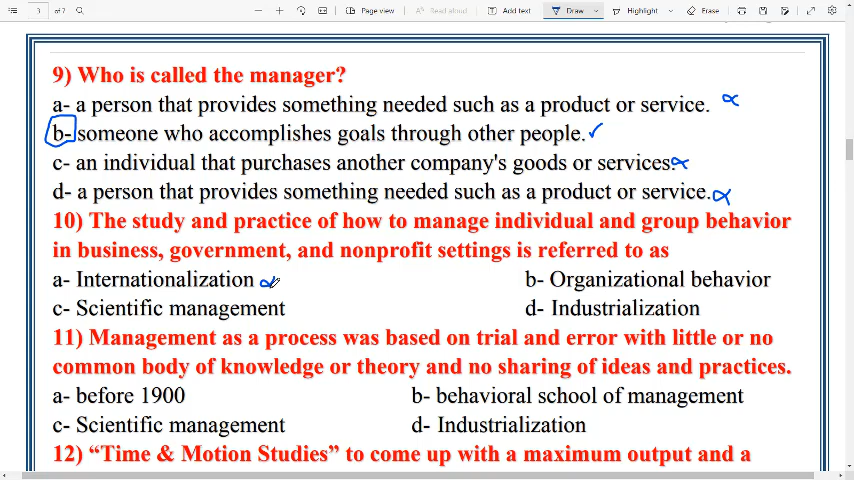 3 of 7 Page view Read aloud Add text Draw Highlight Erase
9) Who is called the manager?
a- a person that provides something needed such as a product or service.
b- someone who accomplishes goals through other people.
c- an individual that purchases another company's goods or services.
d- a person that provides something needed such as a product or service.
10) The study and practice of how to manage individual and group behavior
in business, government, and nonprofit settings is referred to as
a- Internationalization b- Organizational behavior
c- Scientific management d- Industrialization
11) Management as a process was based on trial and error with little or no
common body of knowledge or theory and no sharing of ideas and practices.
a- before 1900 b- behavioral school of management
c- Scientific management d- Industrialization
12) “Time & Motion Studies” to come up with a maximum output and a